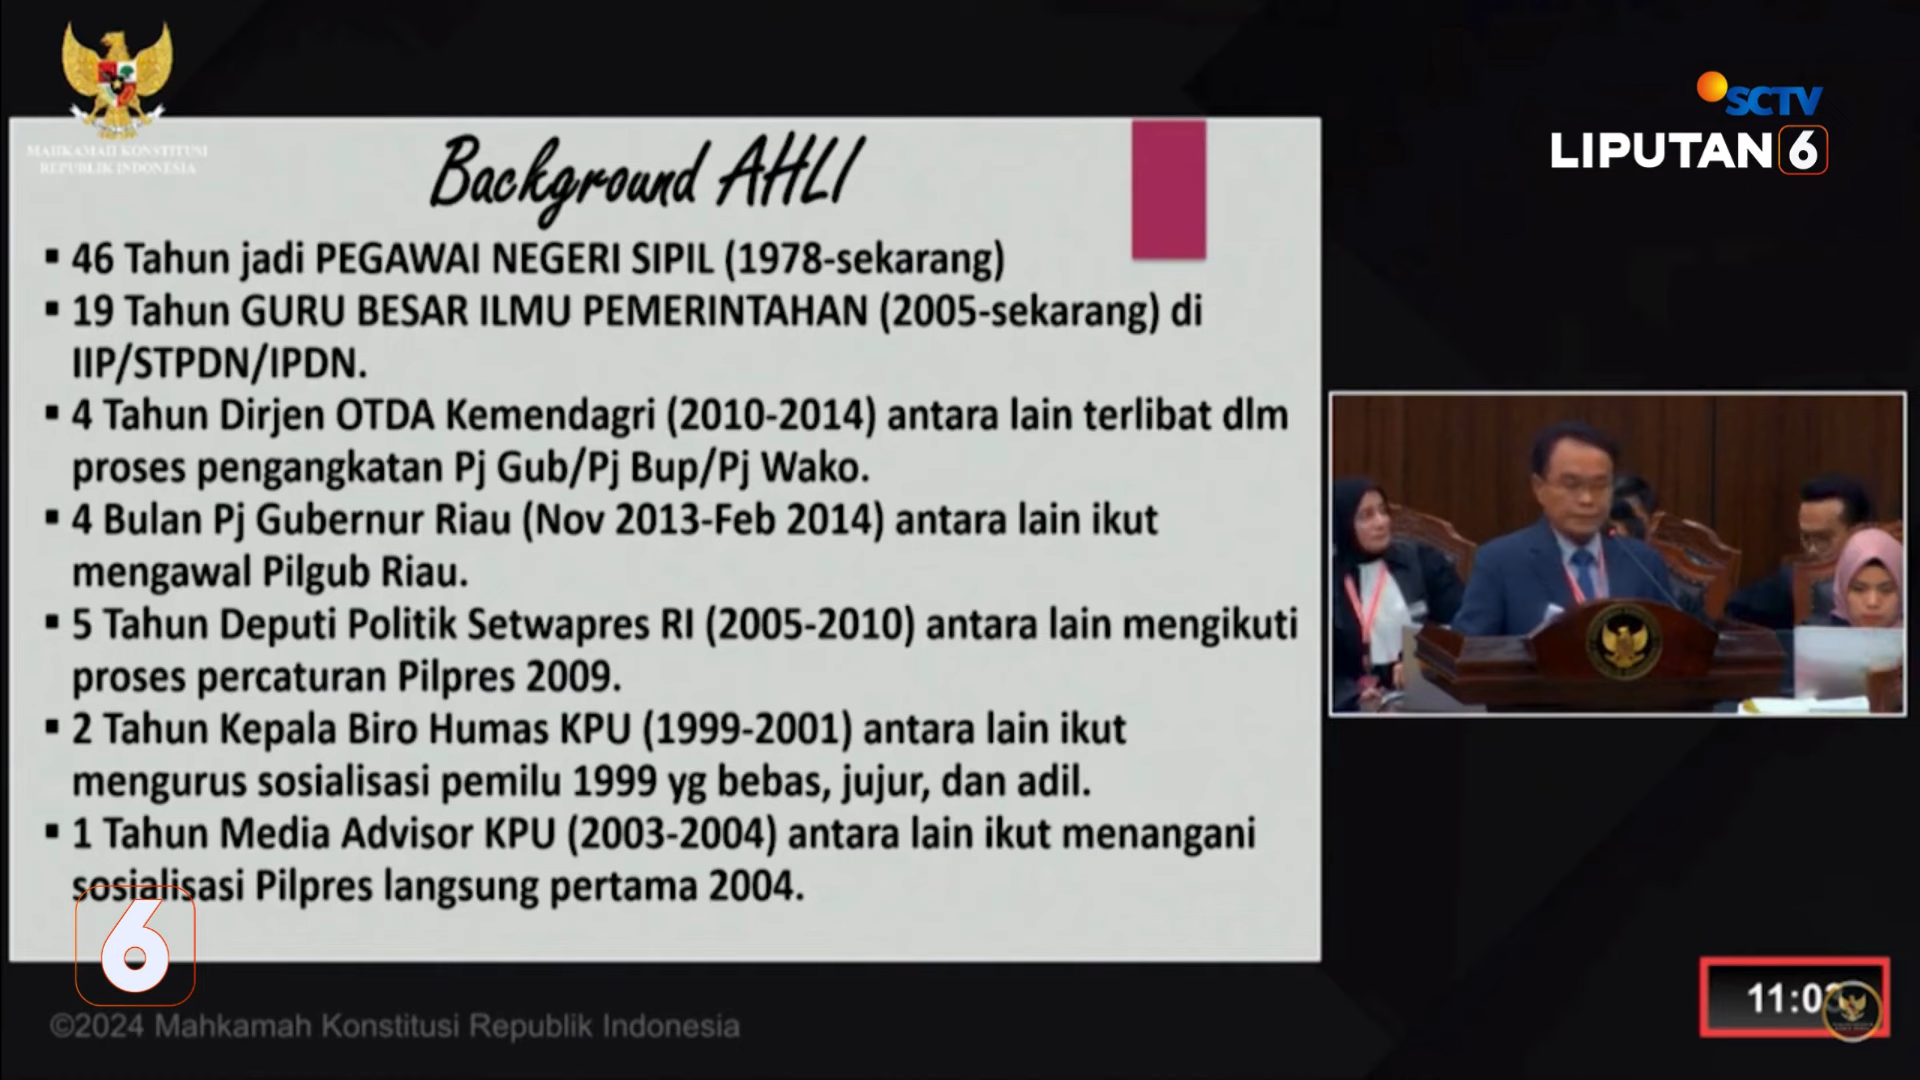 SCTV
LIPUTAN 6
MAHKAMAH KONSTITUSI
REPUBLIK INDONESIA
Background AHLI
▪ 46 Tahun jadi PEGAWAI NEGERI SIPIL (1978-sekarang)
▪ 19 Tahun GURU BESAR ILMU PEMERINTAHAN (2005-sekarang) di
IIP/STPDN/IPDN.
▪ 4 Tahun Dirjen OTDA Kemendagri (2010-2014) antara lain terlibat dlm
proses pengangkatan Pj Gub/Pj Bup/Pj Wako.
▪ 4 Bulan Pj Gubernur Riau (Nov 2013-Feb 2014) antara lain ikut
mengawal Pilgub Riau.
▪ 5 Tahun Deputi Politik Setwapres RI (2005-2010) antara lain mengikuti
proses percaturan Pilpres 2009.
▪ 2 Tahun Kepala Biro Humas KPU (1999-2001) antara lain ikut
mengurus sosialisasi pemilu 1999 yg bebas, jujur, dan adil.
▪ 1 Tahun Media Advisor KPU (2003-2004) antara lain ikut menangani
sosialisasi Pilpres langsung pertama 2004.
6
©2024 Mahkamah Konstitusi Republik Indonesia